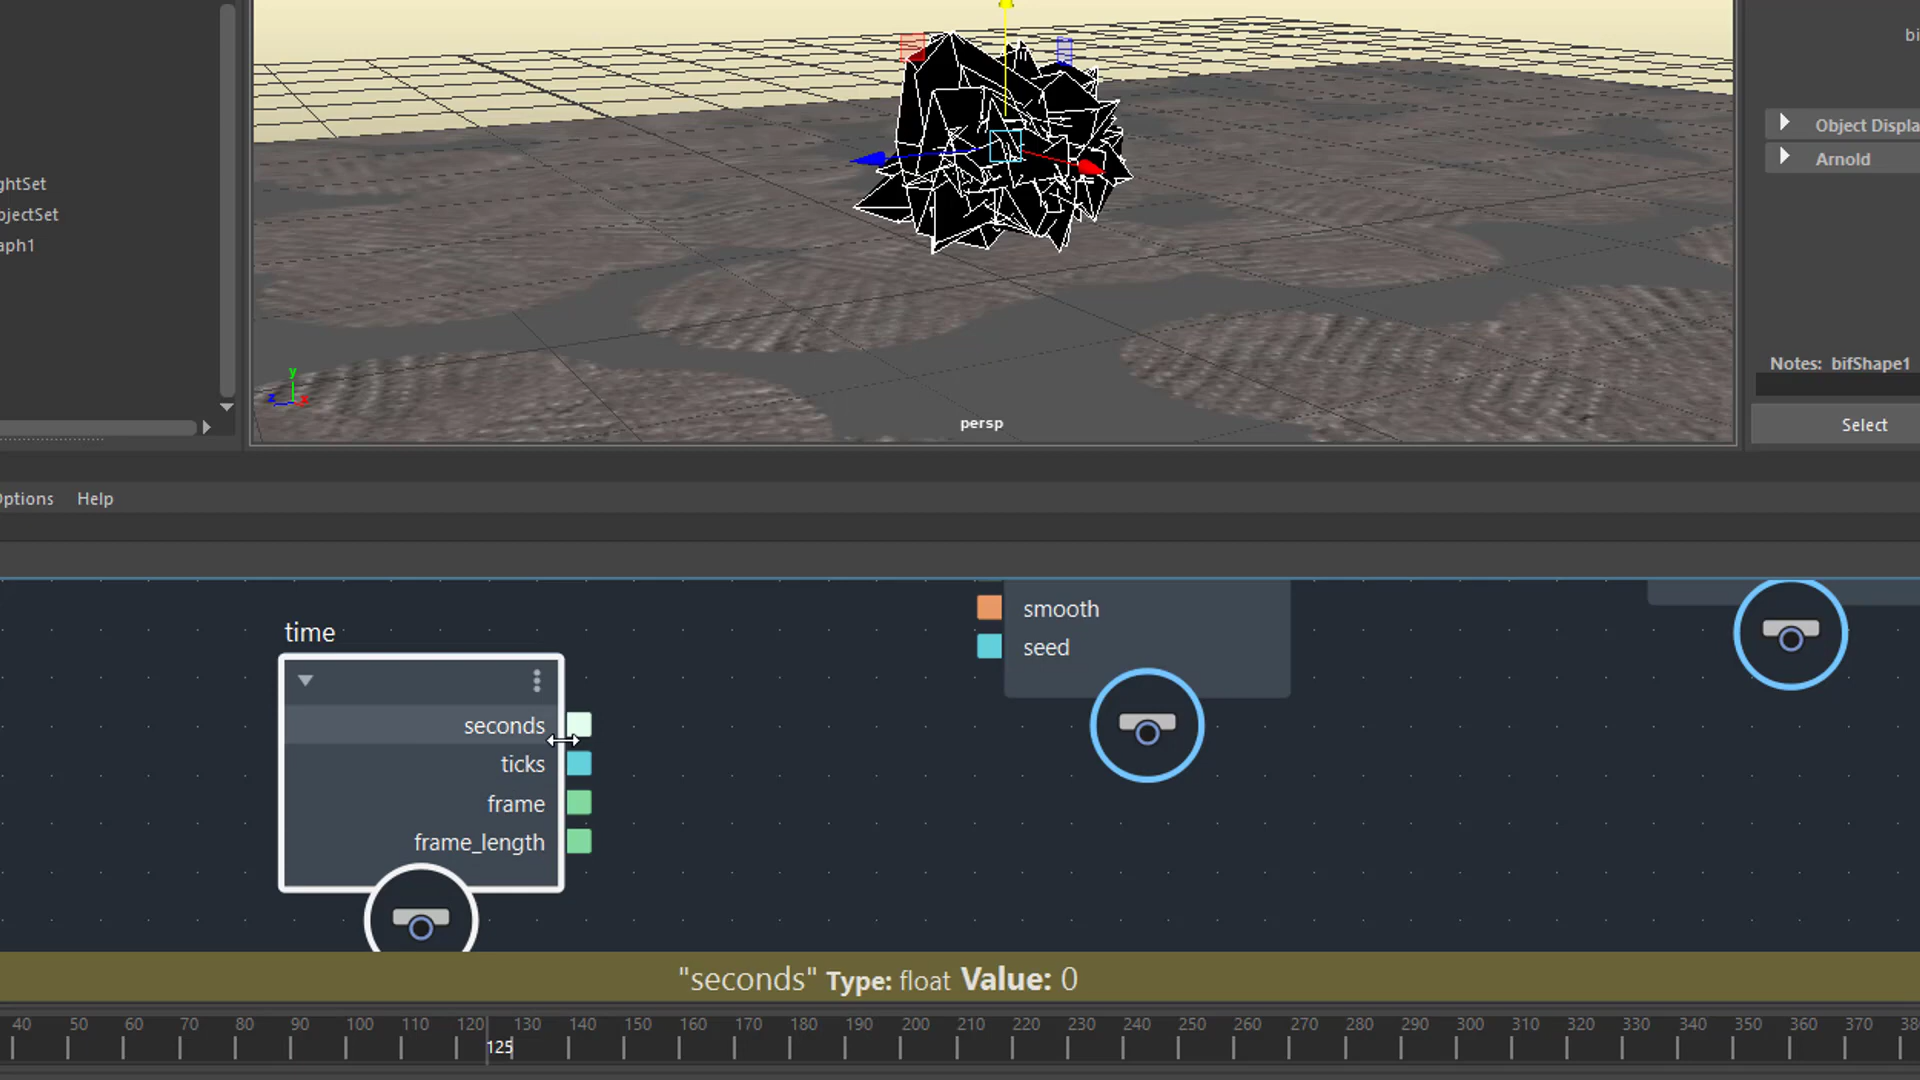 bi
Object Displa
Arnold
ghtSet
bjectSet
aph1
y
z
x
persp
Notes: bifShape1
Select
Options Help
smooth
seed
time
seconds
ticks
frame
frame_length
"seconds" Type: float Value: 0
40 50 60 70 80 90 100 110 120 130 140 150 160 170 180 190 200 210 220 230 240 250 260 270 280 290 300 310 320 330 340 350 360 370 38
125